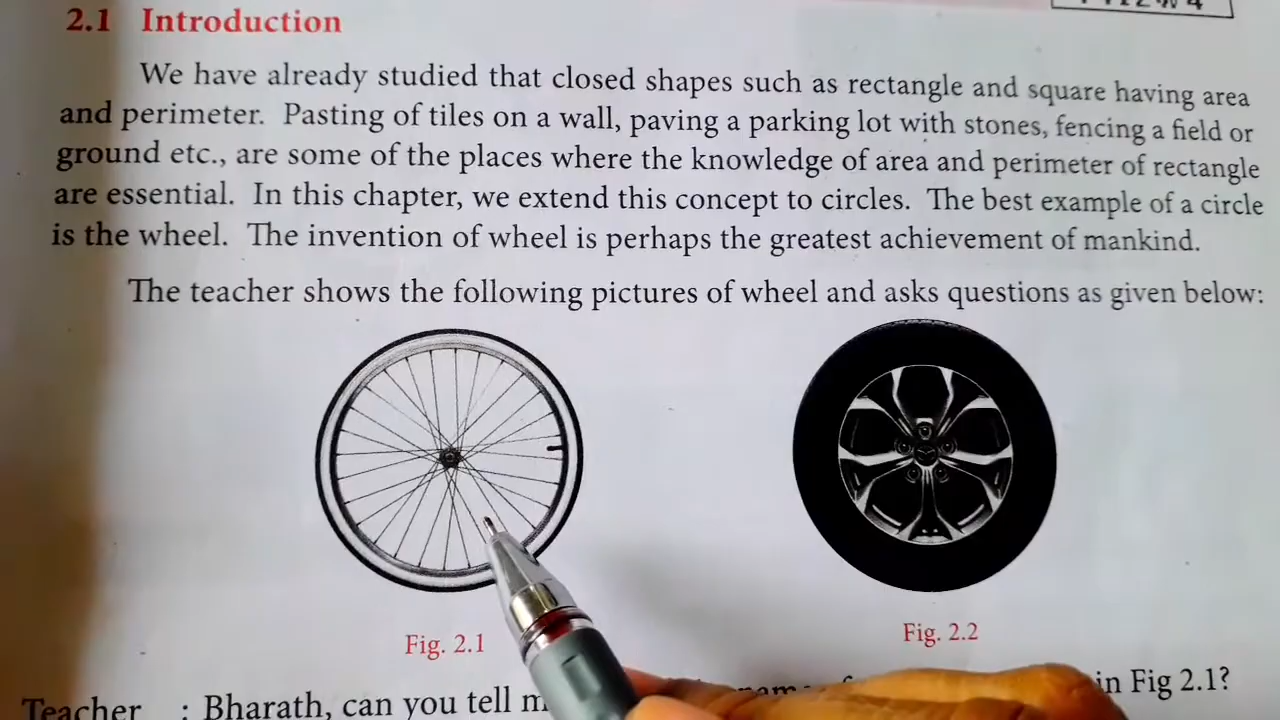 2.1 Introduction
We have already studied that closed shapes such as rectangle and square having area
and perimeter. Pasting of tiles on a wall, paving a parking lot with stones, fencing a field or
ground etc., are some of the places where the knowledge of area and perimeter of rectangle
are essential. In this chapter, we extend this concept to circles. The best example of a circle
is the wheel. The invention of wheel is perhaps the greatest achievement of mankind.
The teacher shows the following pictures of wheel and asks questions as given below:
Fig. 2.1
Fig. 2.2
Teacher : Bharath, can you tell in Fig 2.1?